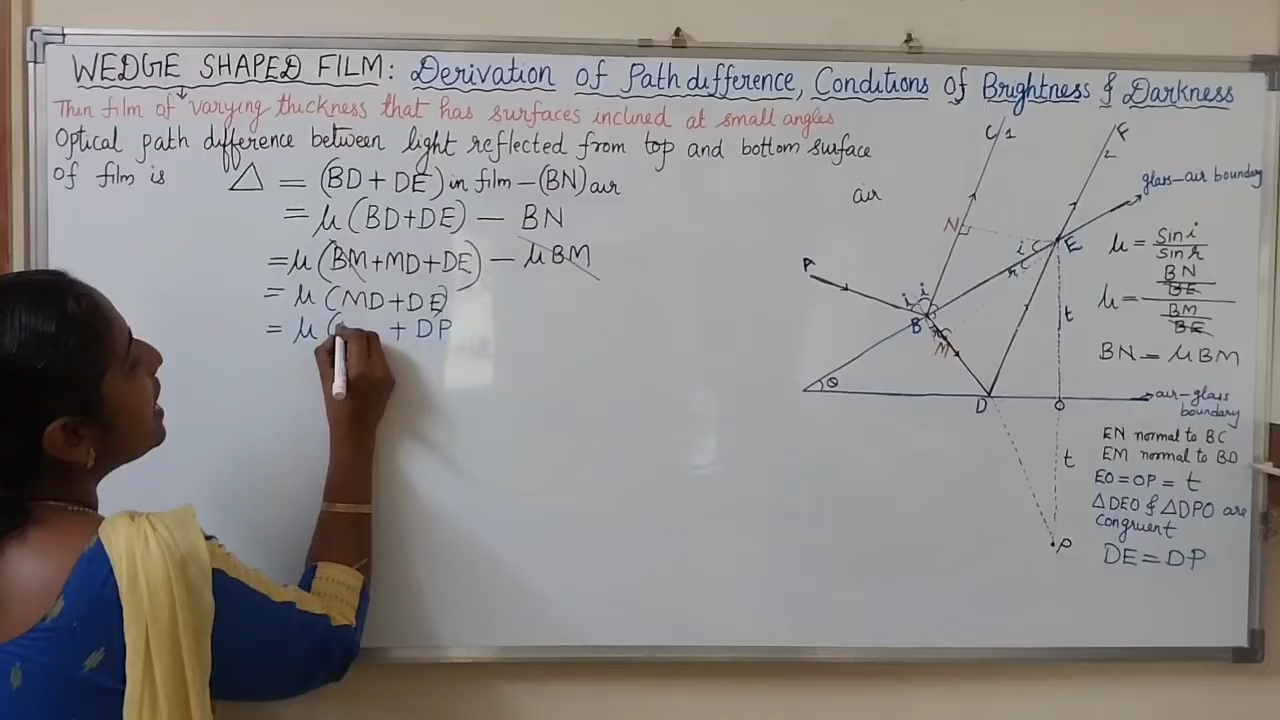 WEDGE SHAPED FILM: Derivation of Path difference, Conditions of Brightness & Darkness
Thin film of varying thickness that has surfaces inclined at small angles
Optical path difference between light reflected from top and bottom surface
of film is Δ = (BD + DE) in film - (BN) air
= μ (BD+DE) - BN
= μ (BM+MD+DE) - μBM
= μ (MD+DE)
= μ ( + DP
C 1
F
2
glass-air boundary
air
N
i
E
r
A
i i
B
r
M
t
θ
D
O
air-glass
boundary
t
P
μ = Sin i / Sin r
μ = BN / BE / BM / BE
BN = μBM
EN normal to BC
EM normal to BD
EO=OP= t
ΔDEO & ΔDPO are
congruent
DE = DP